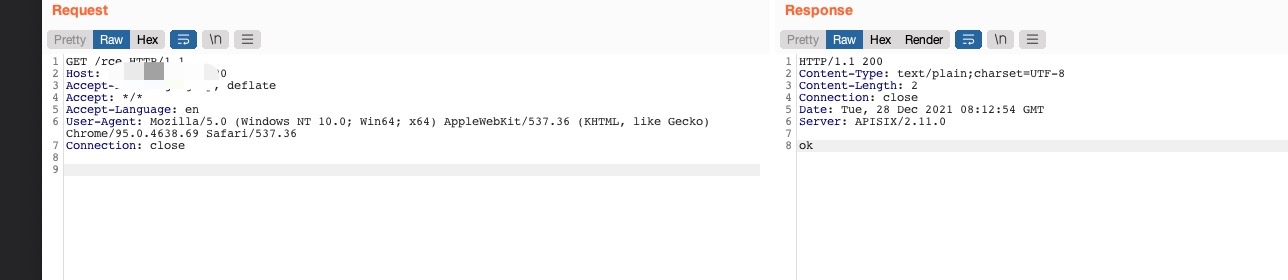 Request
Pretty Raw Hex \n
1 GET /rce HTTP/1.1
2 Host: 0
3 Accept- , deflate
4 Accept: */*
5 Accept-Language: en
6 User-Agent: Mozilla/5.0 (Windows NT 10.0; Win64; x64) AppleWebKit/537.36 (KHTML, like Gecko)
Chrome/95.0.4638.69 Safari/537.36
7 Connection: close
8
9
Response
Pretty Raw Hex Render \n
1 HTTP/1.1 200
2 Content-Type: text/plain;charset=UTF-8
3 Content-Length: 2
4 Connection: close
5 Date: Tue, 28 Dec 2021 08:12:54 GMT
6 Server: APISIX/2.11.0
7
8 ok